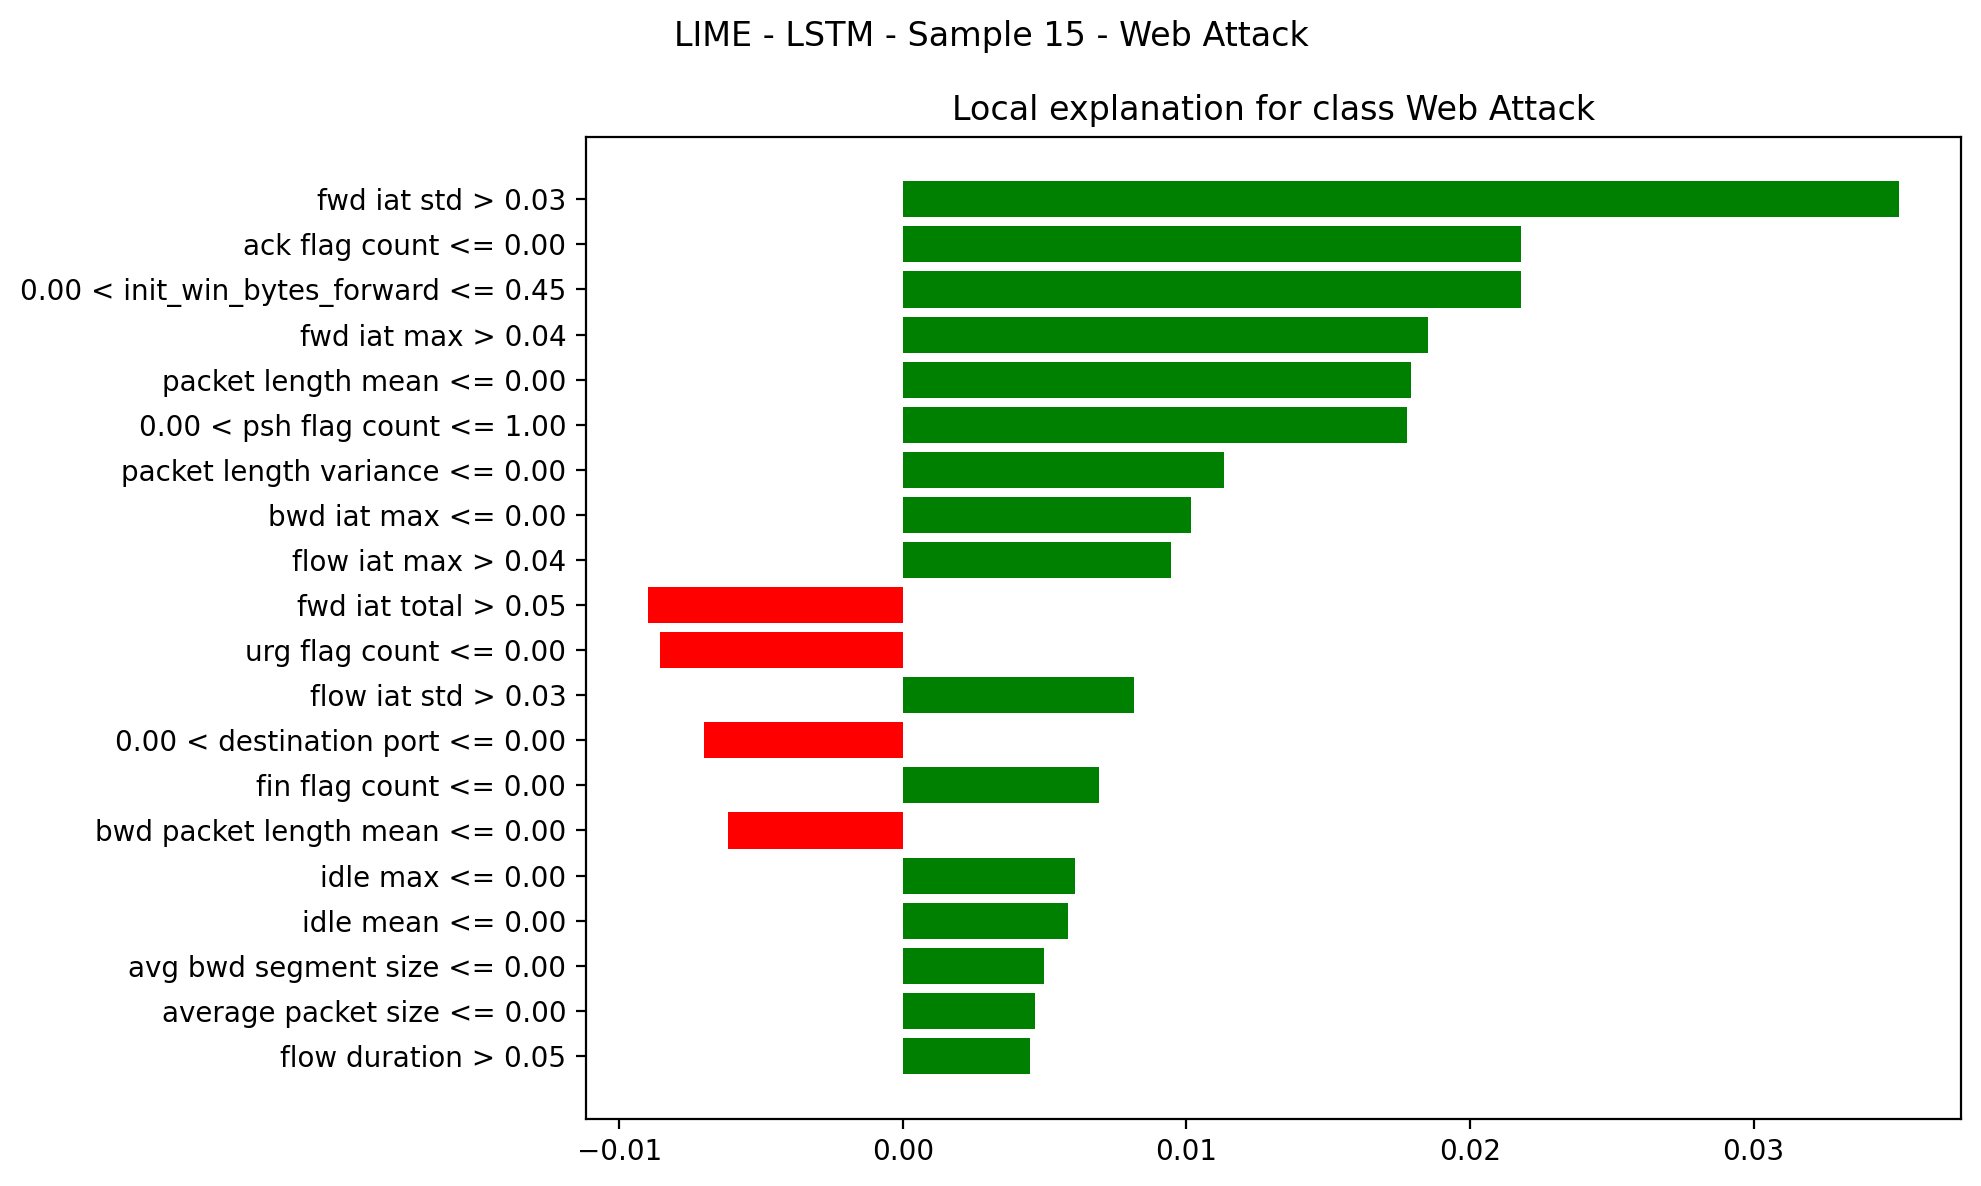 LIME - LSTM - Sample 15 - Web Attack
Local explanation for class Web Attack
fwd iat std > 0.03
ack flag count <= 0.00
0.00 < init_win_bytes_forward <= 0.45
fwd iat max > 0.04
packet length mean <= 0.00
0.00 < psh flag count <= 1.00
packet length variance <= 0.00
bwd iat max <= 0.00
flow iat max > 0.04
fwd iat total > 0.05
urg flag count <= 0.00
flow iat std > 0.03
0.00 < destination port <= 0.00
fin flag count <= 0.00
bwd packet length mean <= 0.00
idle max <= 0.00
idle mean <= 0.00
avg bwd segment size <= 0.00
average packet size <= 0.00
flow duration > 0.05
−0.01 0.00 0.01 0.02 0.03